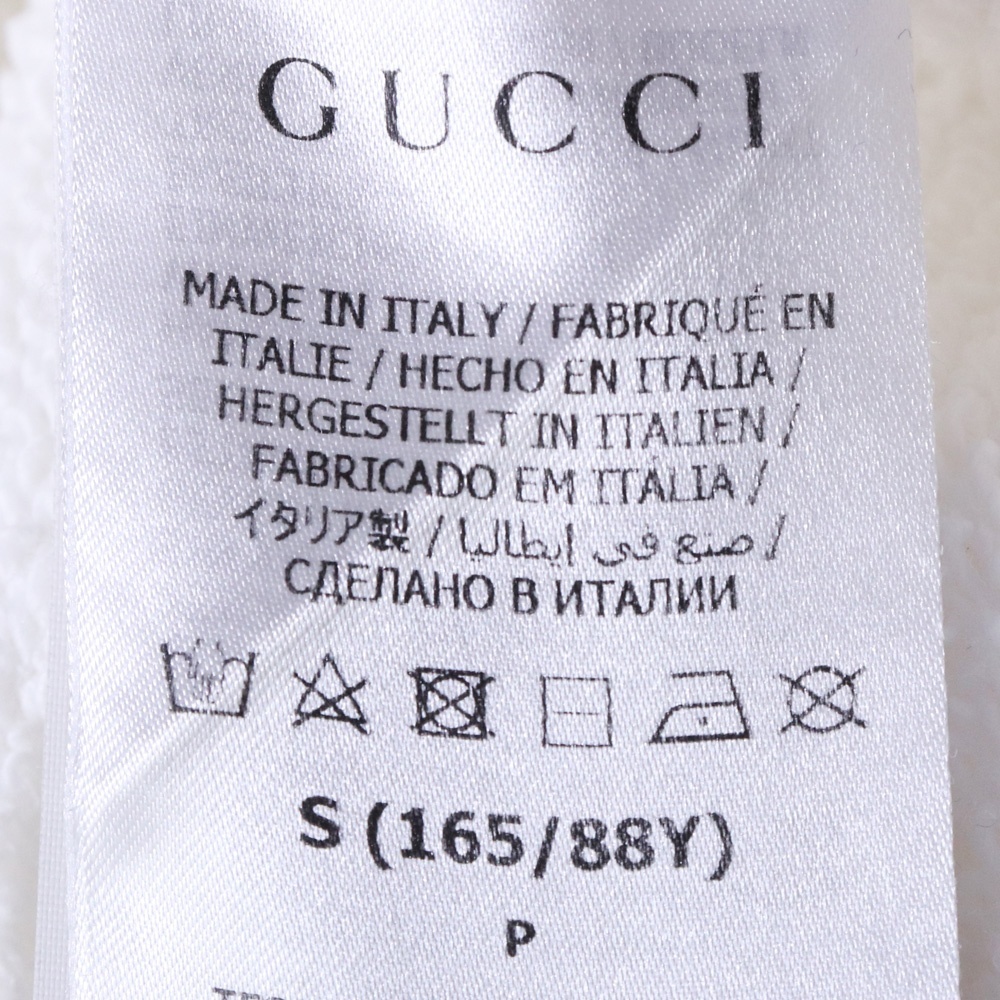 GUCCI
MADE IN ITALY / FABRIQUÉ EN
ITALIE / HECHO EN ITALIA /
HERGESTELLT IN ITALIEN /
FABRICADO EM ITÁLIA /
イタリア製 / صنع في إيطاليا /
СДЕЛАНО В ИТАЛИИ
S (165/88Y)
P